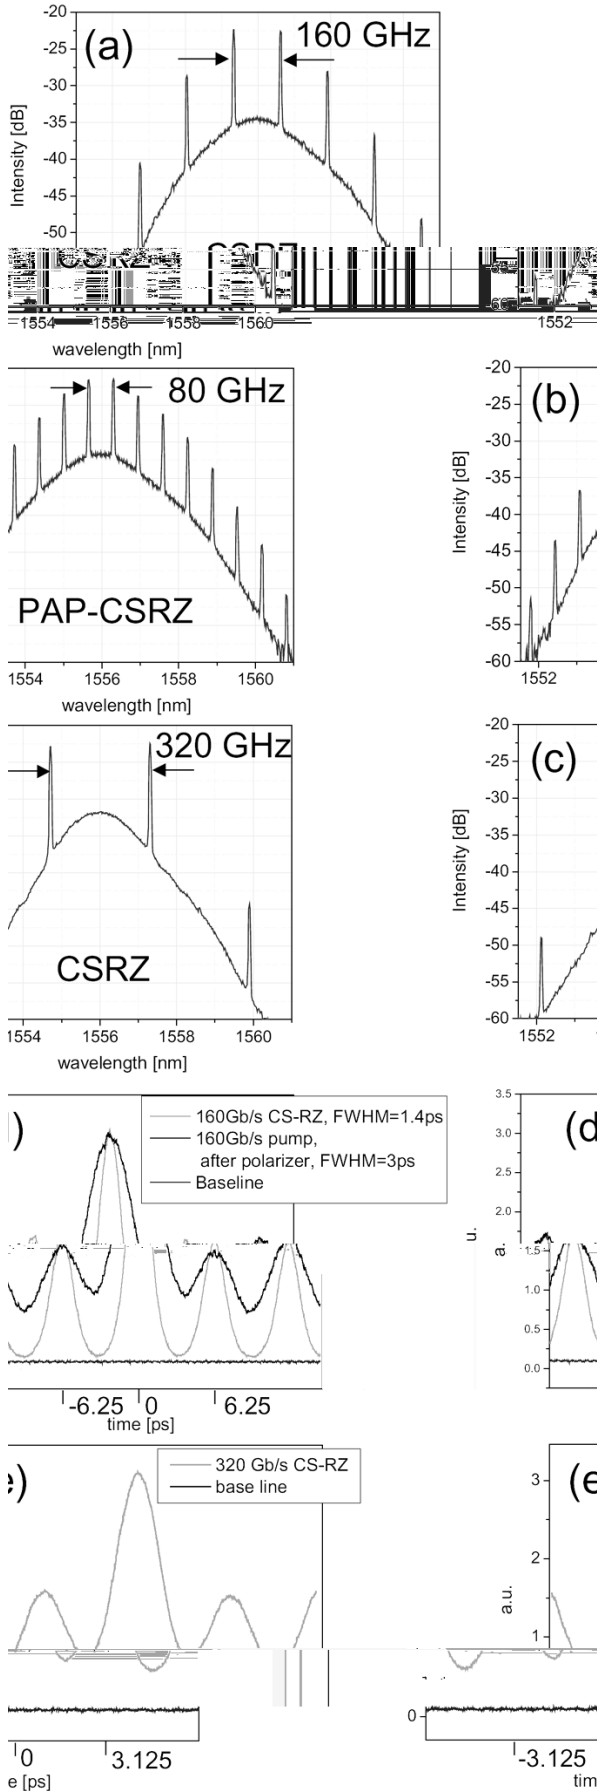 -20
(a)
160 GHz
-25
-30
-35
-40
-45
-50
Intensity [dB]
CSRZ
1554
1556
1558
1560
1552
wavelength [nm]
80 GHz
PAP-CSRZ
1554
1556
1558
1560
wavelength [nm]
(b)
-20
-25
-30
-35
-40
-45
-50
-55
-60
Intensity [dB]
1552
320 GHz
CSRZ
1554
1556
1558
1560
wavelength [nm]
(c)
-20
-25
-30
-35
-40
-45
-50
-55
-60
Intensity [dB]
1552
)
160Gb/s CS-RZ, FWHM=1.4ps
160Gb/s pump,
after polarizer, FWHM=3ps
Baseline
-6.25
0
6.25
time [ps]
(d
3.5
3.0
2.5
2.0
1.5
1.0
0.5
0.0
a.
u.
e)
320 Gb/s CS-RZ
base line
0
3.125
e [ps]
(e
3
2
1
0
a.u.
-3.125
tim